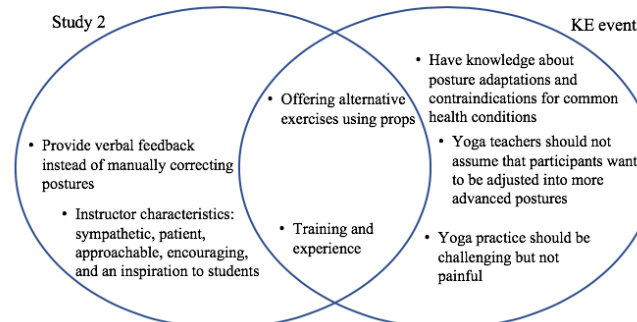 Study 2
KE event
• Have knowledge about
posture adaptations and
contraindications for common
health conditions
• Offering alternative
exercises using props
• Provide verbal feedback
instead of manually correcting
postures
• Yoga teachers should not
assume that participants want
to be adjusted into more
advanced postures
• Instructor characteristics:
sympathetic, patient,
approachable, encouraging,
and an inspiration to students
• Training and
experience
• Yoga practice should be
challenging but not
painful